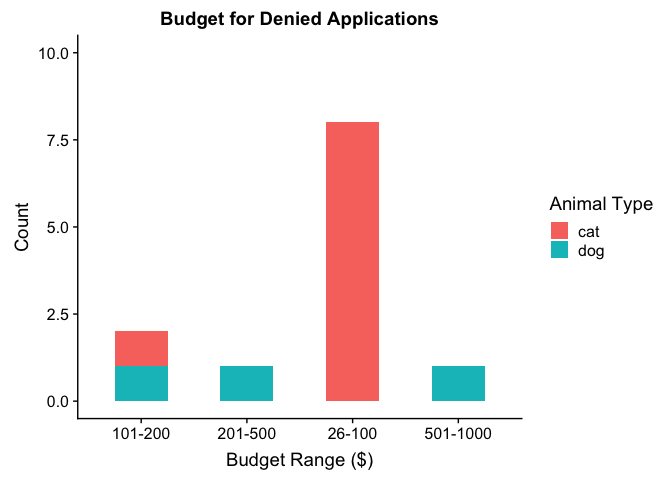 Budget for Denied Applications
10.0
7.5
5.0
2.5
0.0
Count
101-200
201-500
26-100
501-1000
Budget Range ($)
Animal Type
cat
dog